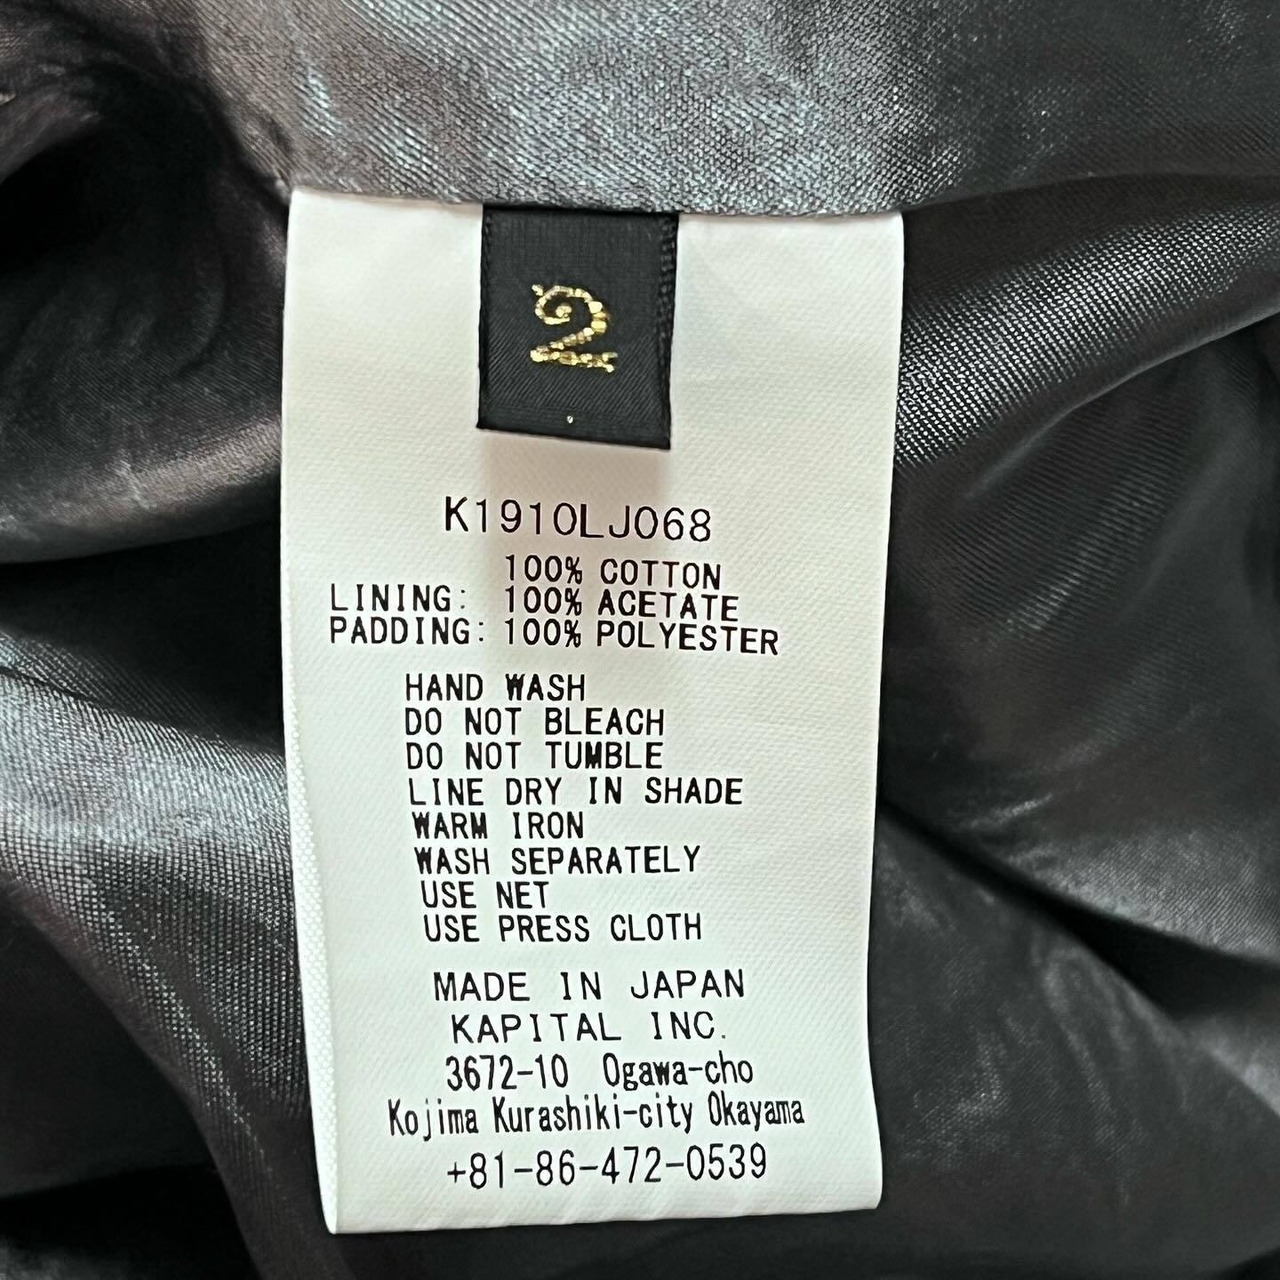 2
K1910LJ068
100% COTTON
LINING: 100% ACETATE
PADDING: 100% POLYESTER
HAND WASH
DO NOT BLEACH
DO NOT TUMBLE
LINE DRY IN SHADE
WARM IRON
WASH SEPARATELY
USE NET
USE PRESS CLOTH
MADE IN JAPAN
KAPITAL INC.
3672-10 Ogawa-cho
Kojima Kurashiki-city Okayama
+81-86-472-0539